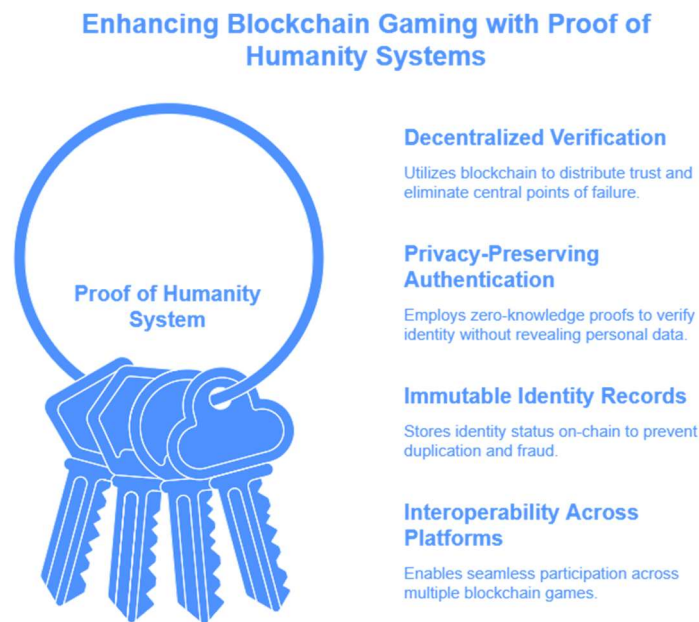 Enhancing Blockchain Gaming with Proof of
Humanity Systems
Proof of Humanity
System
Decentralized Verification
Utilizes blockchain to distribute trust and
eliminate central points of failure.
Privacy-Preserving
Authentication
Employs zero-knowledge proofs to verify
identity without revealing personal data.
Immutable Identity Records
Stores identity status on-chain to prevent
duplication and fraud.
Interoperability Across
Platforms
Enables seamless participation across
multiple blockchain games.